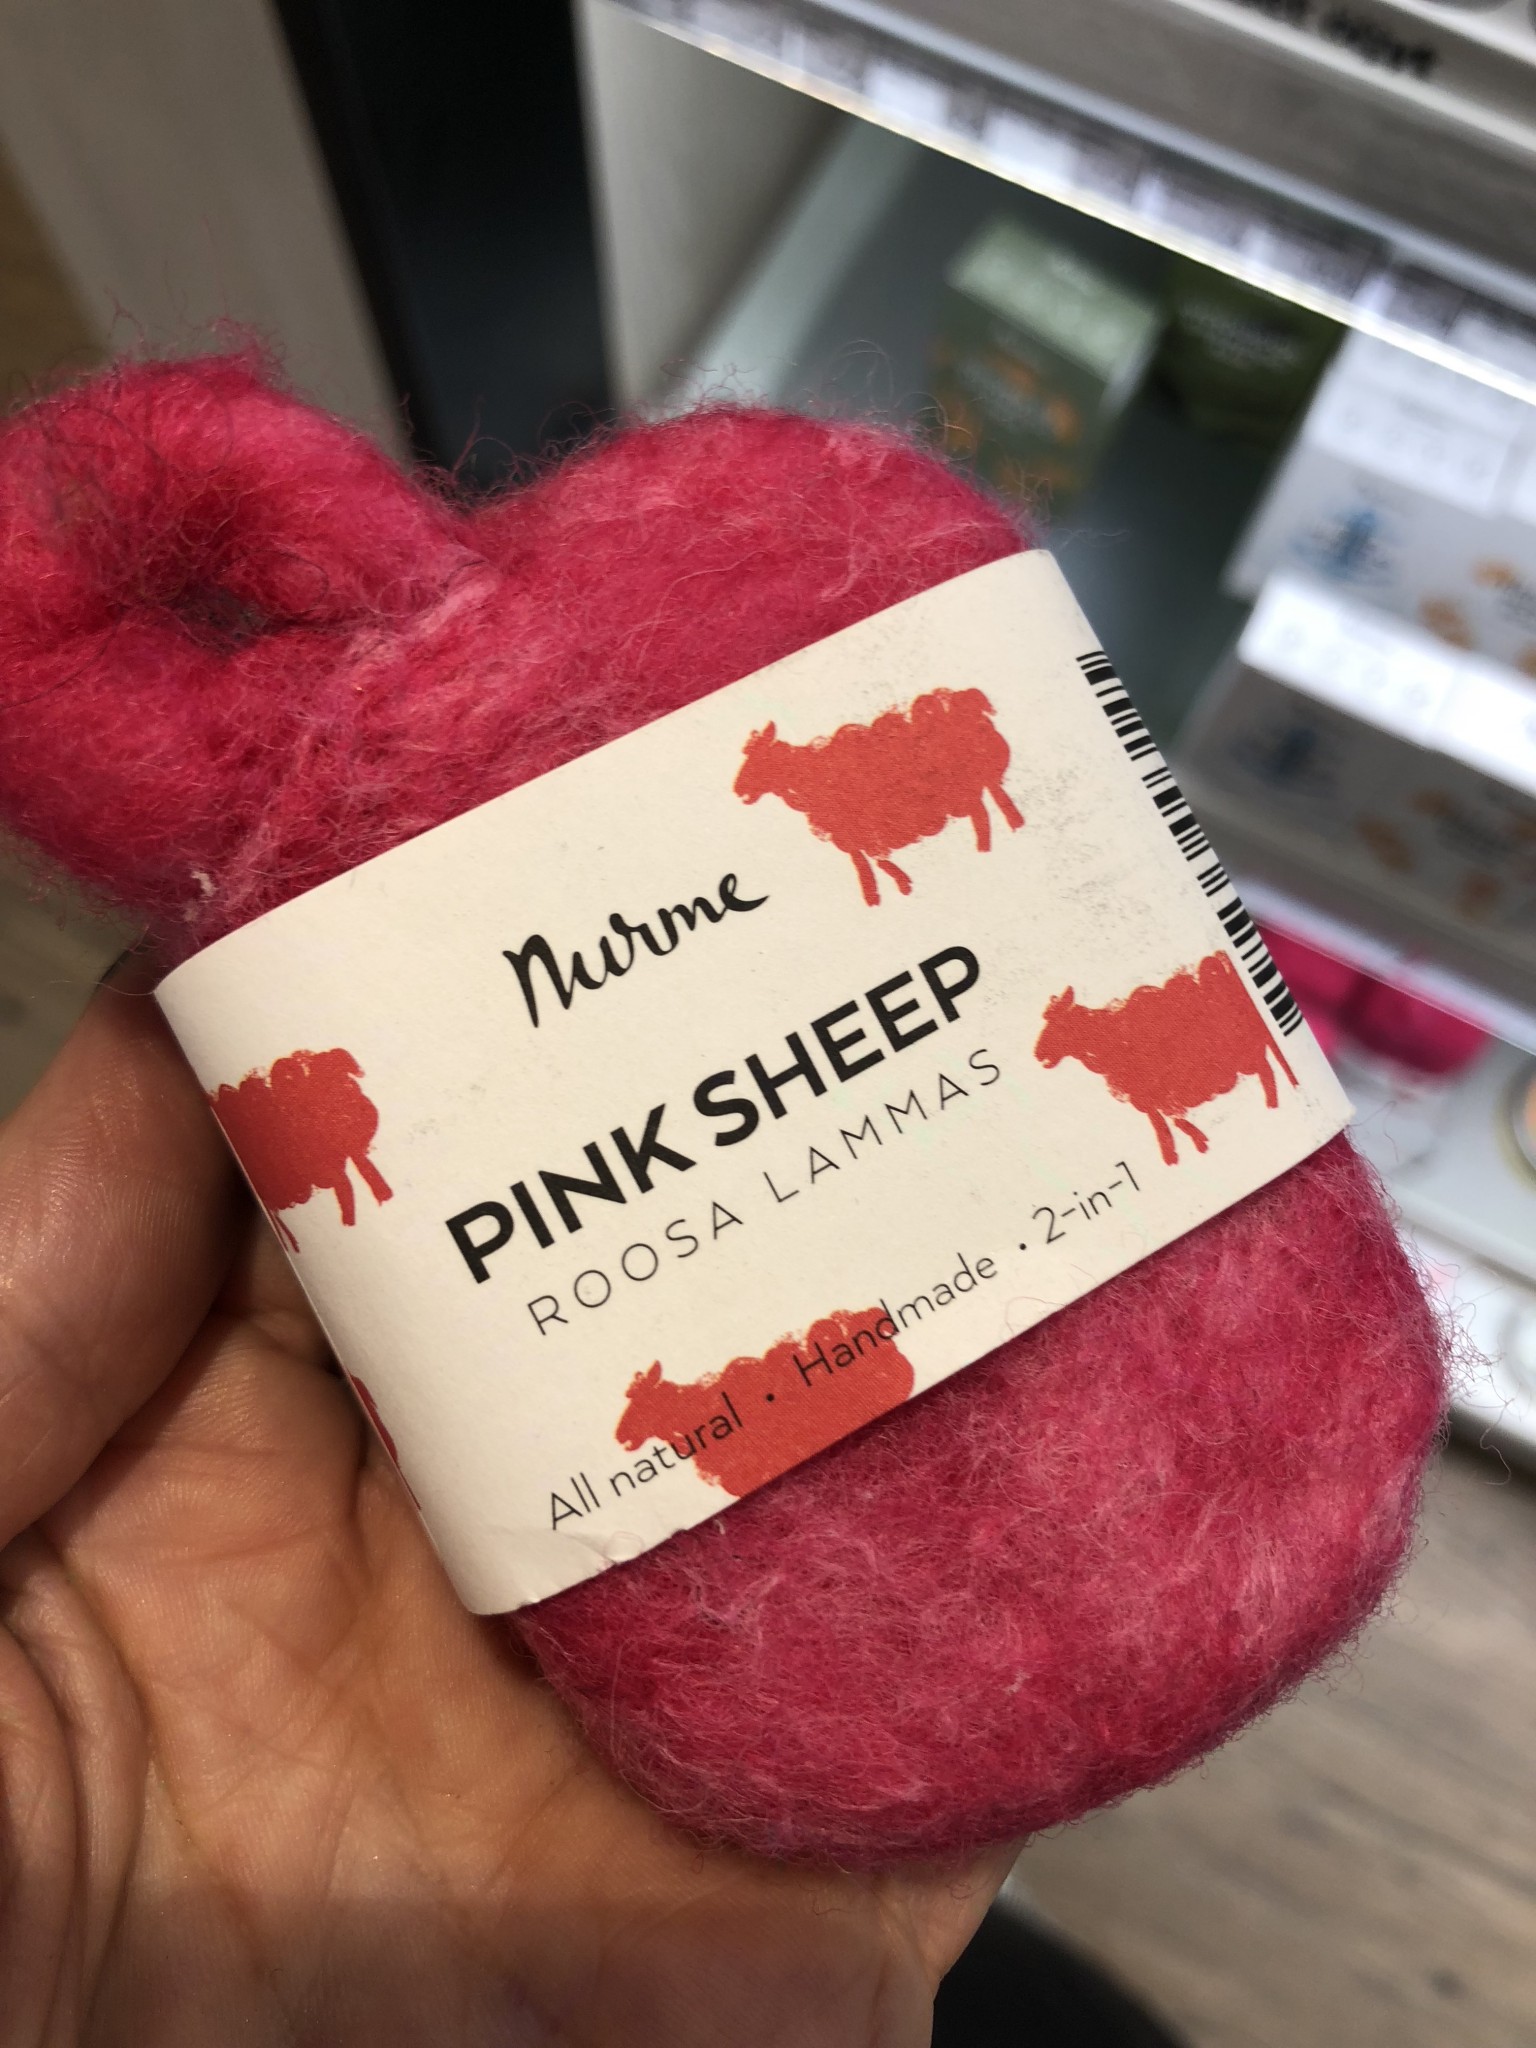 Nurme
PINK SHEEP
ROOSA LAMMAS
All natural • Handmade • 2-in-1